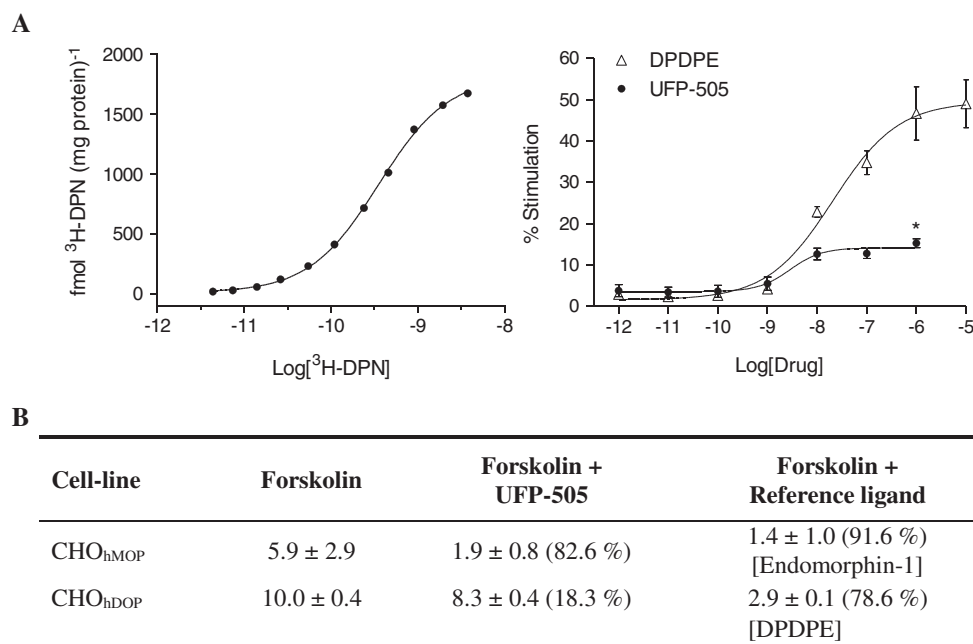 A
fmol ³H-DPN (mg protein)⁻¹
2000
1500
1000
500
0
-12 -11 -10 -9 -8
Log[³H-DPN]
DPDPE
UFP-505
% Stimulation
60
50
40
30
20
10
0
*
-12 -11 -10 -9 -8 -7 -6 -5
Log[Drug]
B
Cell-line Forskolin Forskolin + UFP-505 Forskolin + Reference ligand
CHOhMOP 5.9 ± 2.9 1.9 ± 0.8 (82.6 %) 1.4 ± 1.0 (91.6 %)
[Endomorphin-1]
CHOhDOP 10.0 ± 0.4 8.3 ± 0.4 (18.3 %) 2.9 ± 0.1 (78.6 %)
[DPDPE]